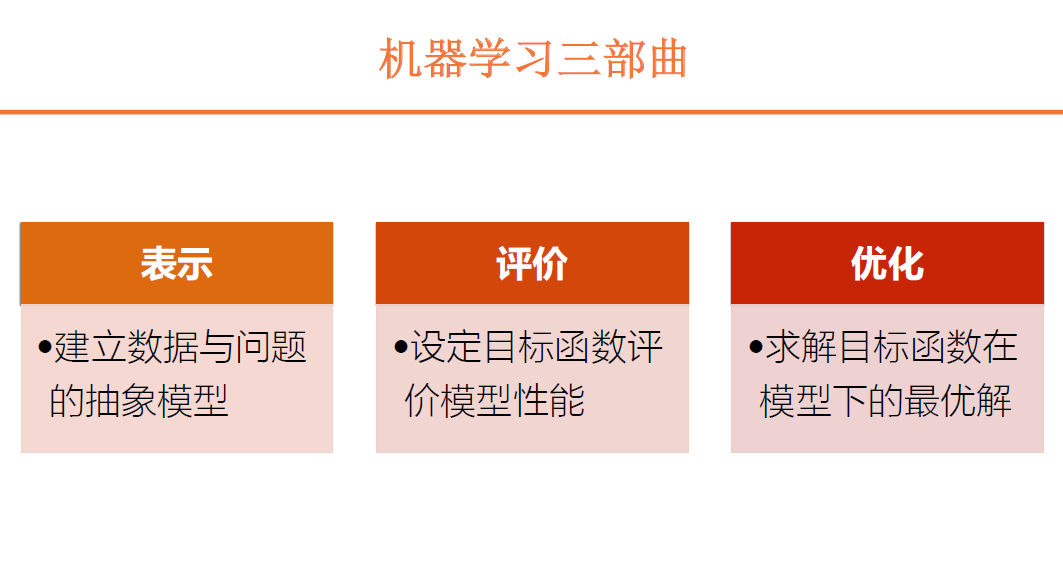 机器学习三部曲
表示
•建立数据与问题
的抽象模型
评价
•设定目标函数评
价模型性能
优化
•求解目标函数在
模型下的最优解